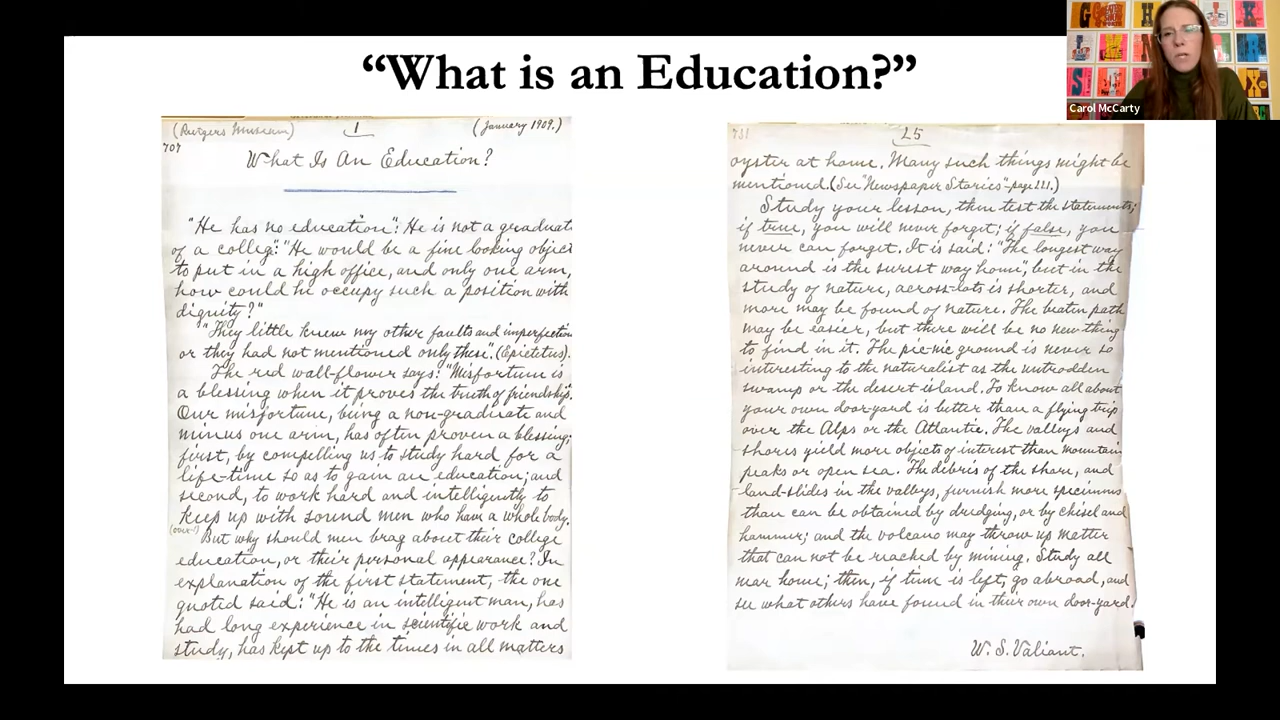 “What is an Education?”
Carol McCarty
(Rutgers Museum)
1
(January 1909.)
707
What Is An Education?
"He has no education". "He is not a graduate
of a college". "He would be a fine looking object
to put in a high office, and only one arm,
how could he occupy such a position with
dignity?"
"They little knew my other faults and imperfection
or they had not mentioned only these". (Epictetus).
The red wall-flower says: "Misfortune is
a blessing when it proves the truth of friendship".
Our misfortune, being a non-graduate and
minus one arm, has often proven a blessing;
first, by compelling us to study hard for a
life-time so as to gain an education; and
second, to work hard and intelligently to
keep up with sound men who have a whole body.
(over)
But why should men brag about their college
education, or their personal appearance? In
explanation of the first statement, the one
quoted said: "He is an intelligent man, has
had long experience in scientific work and
study, has kept up to the times in all matters
731
25
oyster at home. Many such things might be
mentioned. (See "Newspaper Stories" - page 221.)
Study your lesson, then test the statements;
if true, you will never forget; if false, you
never can forget. It is said: "The longest way
around is the surest way home", but in the
study of nature, across-lots is shorter, and
more may be found of nature. The beaten path
may be easier, but there will be no new thing
to find in it. The pic-nic ground is never so
interesting to the naturalist as the untrodden
swamp or the desert island. To know all about
your own door-yard is better than a flying trip
over the Alps or the Atlantic. The valleys and
shores yield more objects of interest than mountain
peaks or open sea. The debris of the shore, and
land-slides in the valleys, furnish more specimens
than can be obtained by dredging, or by chisel and
hammer; and the volcano may throw up matter
that can not be reached by mining. Study all
near home; then, if time is left, go abroad, and
see what others have found in their own door-yard.
W. S. Valiant.